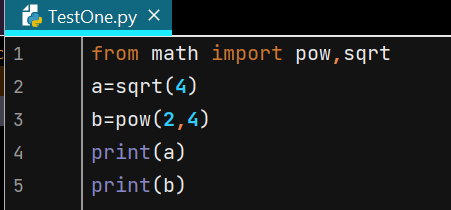 TestOne.py ×
1 from math import pow,sqrt
2 a=sqrt(4)
3 b=pow(2,4)
4 print(a)
5 print(b)